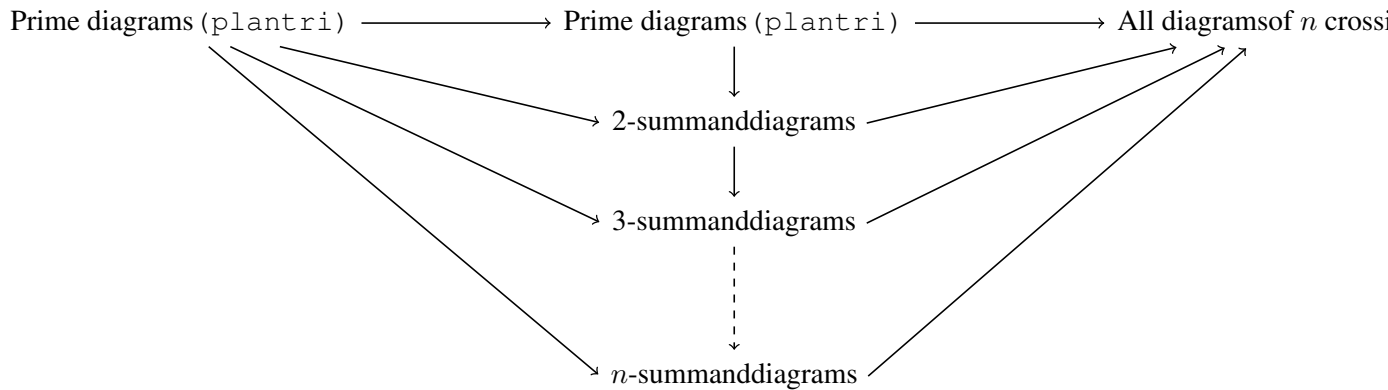 Prime diagrams (plantri) Prime diagrams (plantri) All diagramsof n crossi
2-summanddiagrams
3-summanddiagrams
n-summanddiagrams